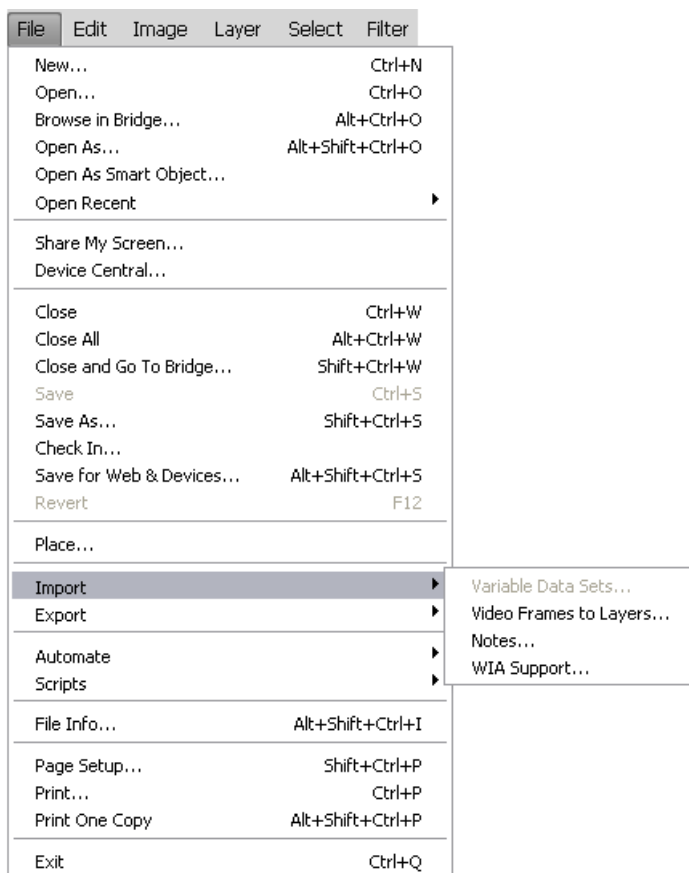 File Edit Image Layer Select Filter
New... Ctrl+N
Open... Ctrl+O
Browse in Bridge... Alt+Ctrl+O
Open As... Alt+Shift+Ctrl+O
Open As Smart Object...
Open Recent
Share My Screen...
Device Central...
Close Ctrl+W
Close All Alt+Ctrl+W
Close and Go To Bridge... Shift+Ctrl+W
Save Ctrl+S
Save As... Shift+Ctrl+S
Check In...
Save for Web & Devices... Alt+Shift+Ctrl+S
Revert F12
Place...
Import
Export
Automate
Scripts
File Info... Alt+Shift+Ctrl+I
Page Setup... Shift+Ctrl+P
Print... Ctrl+P
Print One Copy Alt+Shift+Ctrl+P
Exit Ctrl+Q
Variable Data Sets...
Video Frames to Layers...
Notes...
WIA Support...